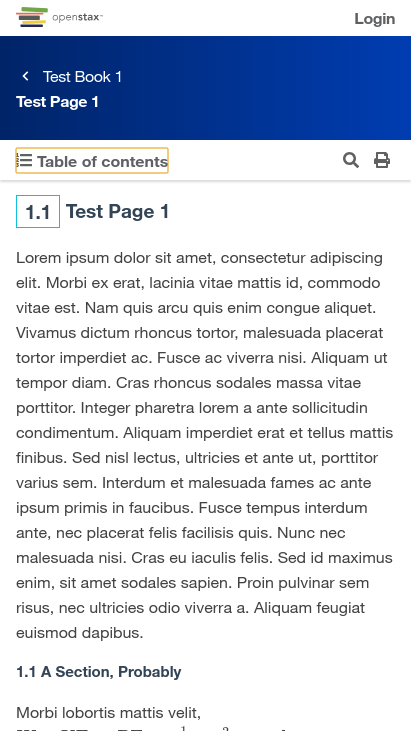 openstax™
Login
Test Book 1
Test Page 1
Table of contents
1.1 Test Page 1
Lorem ipsum dolor sit amet, consectetur adipiscing
elit. Morbi ex erat, lacinia vitae mattis id, commodo
vitae est. Nam quis arcu quis enim congue aliquet.
Vivamus dictum rhoncus tortor, malesuada placerat
tortor imperdiet ac. Fusce ac viverra nisi. Aliquam ut
tempor diam. Cras rhoncus sodales massa vitae
porttitor. Integer pharetra lorem a ante sollicitudin
condimentum. Aliquam imperdiet erat et tellus mattis
finibus. Sed nisl lectus, ultricies et ante ut, porttitor
varius sem. Interdum et malesuada fames ac ante
ipsum primis in faucibus. Fusce tempus interdum
ante, nec placerat felis facilisis quis. Nunc nec
malesuada nisi. Cras eu iaculis felis. Sed id maximus
enim, sit amet sodales sapien. Proin pulvinar sem
risus, nec ultricies odio viverra a. Aliquam feugiat
euismod dapibus.
1.1 A Section, Probably
Morbi lobortis mattis velit,